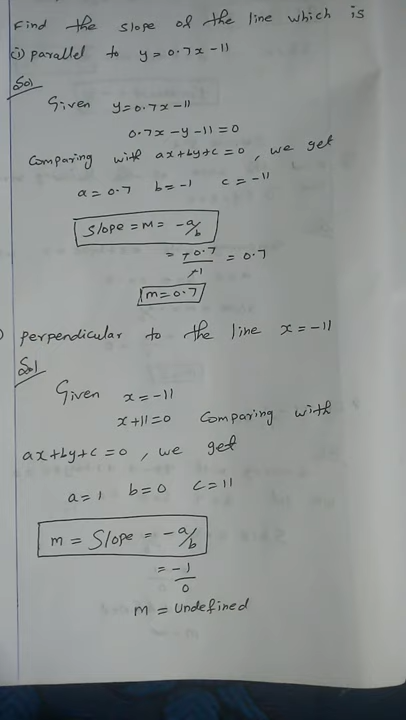 Find the slope of the line which is
(i) parallel to y = 0.7x - 11
Sol
Given y = 0.7x - 11
0.7x - y - 11 = 0
Comparing with ax + by + c = 0, we get
a = 0.7 b = -1 c = -11
Slope = M = -a/b
= -0.7/-1 = 0.7
m = 0.7
) perpendicular to the line x = -11
Sol
Given x = -11
x + 11 = 0 Comparing with
ax + by + c = 0, we get
a = 1 b = 0 c = 11
m = Slope = -a/b
= -1/0
m = undefined